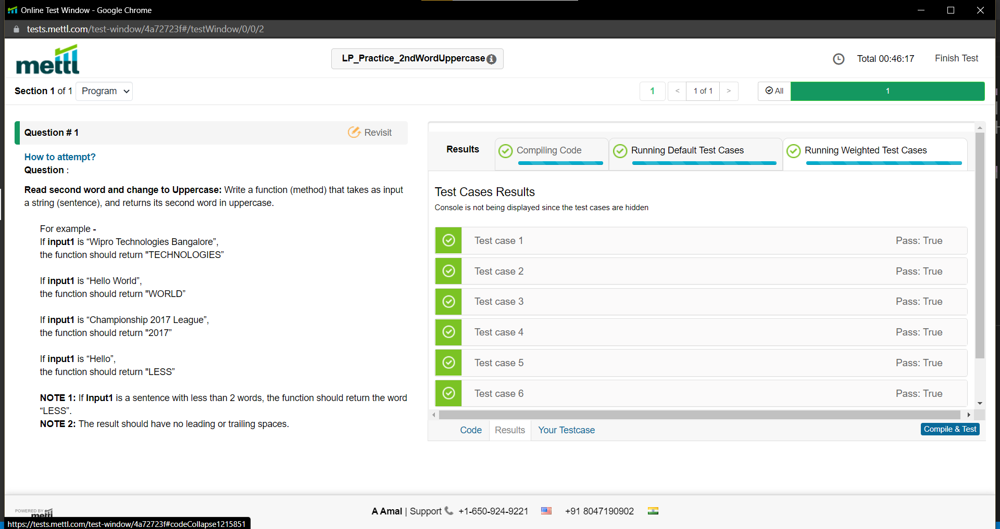 Online Test Window - Google Chrome
tests.mettl.com/test-window/4a72723f#/testWindow/0/0/2
mettl
LP_Practice_2ndWordUppercase
Total 00:46:17
Finish Test
Section 1 of 1
Program
1
<
1 of 1
>
All
1
Question # 1
Revisit
How to attempt?
Question :
Read second word and change to Uppercase: Write a function (method) that takes as input
a string (sentence), and returns its second word in uppercase.
For example -
If input1 is “Wipro Technologies Bangalore”,
the function should return "TECHNOLOGIES”
If input1 is “Hello World”,
the function should return "WORLD”
If input1 is “Championship 2017 League”,
the function should return "2017”
If input1 is “Hello”,
the function should return "LESS”
NOTE 1: If Input1 is a sentence with less than 2 words, the function should return the word
“LESS”.
NOTE 2: The result should have no leading or trailing spaces.
Results
Compiling Code
Running Default Test Cases
Running Weighted Test Cases
Test Cases Results
Console is not being displayed since the test cases are hidden
Test case 1 Pass: True
Test case 2 Pass: True
Test case 3 Pass: True
Test case 4 Pass: True
Test case 5 Pass: True
Test case 6 Pass: True
Code
Results
Your Testcase
Compile & Test
POWERED BY mettl
A Amal | Support +1-650-924-9221 +91 8047190902
https://tests.mettl.com/test-window/4a72723f#codeCollapse1215851